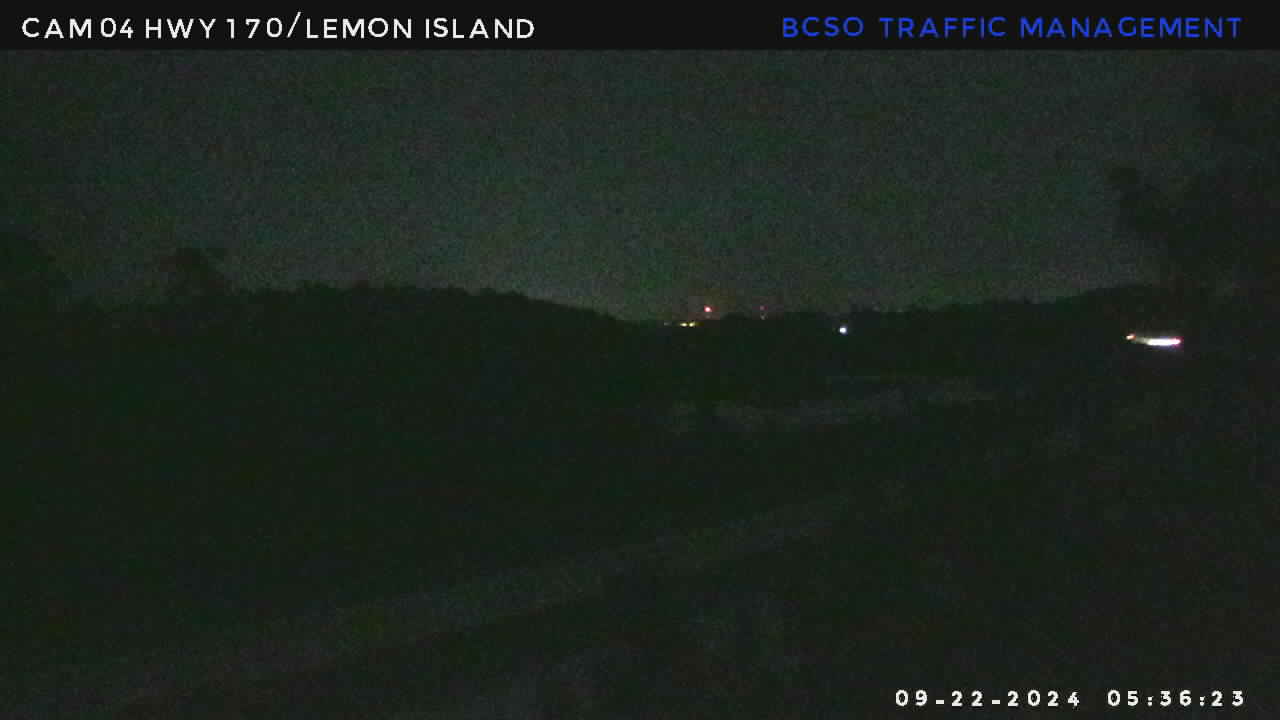 CAM04 HWY 170/LEMON ISLAND
BCSO TRAFFIC MANAGEMENT
09-22-2024 05:36:23